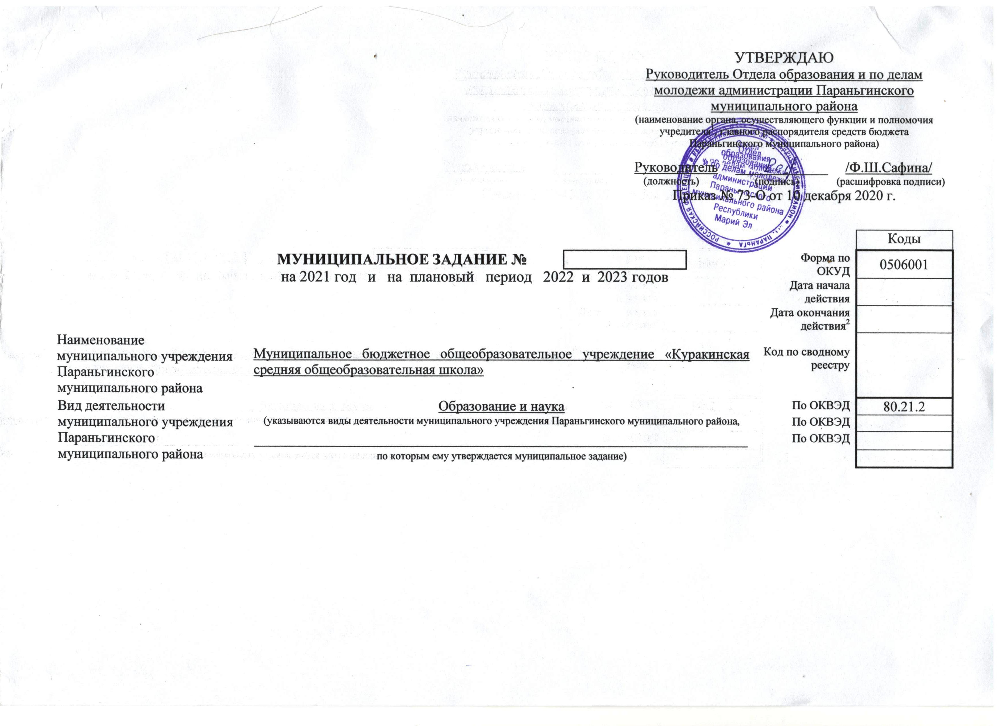 УТВЕРЖДАЮ
Руководитель Отдела образования и по делам
молодежи администрации Параньгинского
муниципального района
(наименование органа, осуществляющего функции и полномочия
учредителя, главного распорядителя средств бюджета
Параньгинского муниципального района)
Руководитель /Ф.Ш.Сафина/
(должность) (подпись) (расшифровка подписи)
Приказ № 73-О от 10 декабря 2020 г.
Отдел
образования
и по делам молодежи
администрации
Параньгинского
муниципального района
Республики
Марий Эл
РОССИЙСКАЯ ФЕДЕРАЦИЯ
ПАРАНЬГА
Коды
МУНИЦИПАЛЬНОЕ ЗАДАНИЕ №
на 2021 год и на плановый период 2022 и 2023 годов
Форма по
ОКУД 0506001
Дата начала
действия
Дата окончания
действия2
Наименование
муниципального учреждения
Параньгинского
муниципального района
Муниципальное бюджетное общеобразовательное учреждение «Куракинская
средняя общеобразовательная школа»
Код по сводному
реестру
Вид деятельности
муниципального учреждения
Параньгинского
муниципального района
Образование и наука
(указываются виды деятельности муниципального учреждения Параньгинского муниципального района,
по которым ему утверждается муниципальное задание)
По ОКВЭД 80.21.2
По ОКВЭД
По ОКВЭД